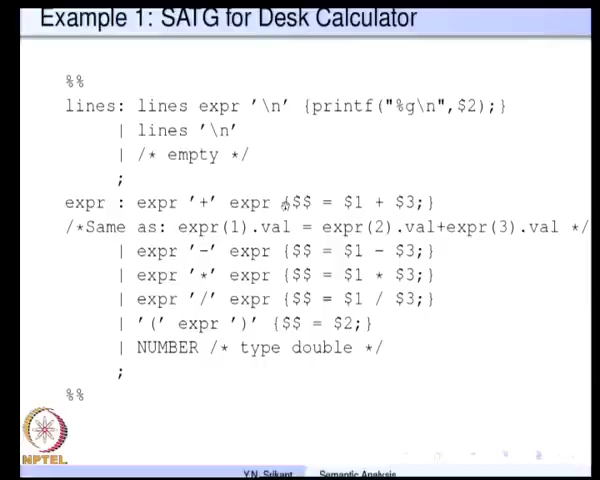 Example 1: SATG for Desk Calculator
%%
lines: lines expr '\n' {printf("%g\n",$2);}
| lines '\n'
| /* empty */
;
expr : expr '+' expr {$$ = $1 + $3;}
/*Same as: expr(1).val = expr(2).val+expr(3).val */
| expr '-' expr {$$ = $1 - $3;}
| expr '*' expr {$$ = $1 * $3;}
| expr '/' expr {$$ = $1 / $3;}
| '(' expr ')' {$$ = $2;}
| NUMBER /* type double */
;
%%
NPTEL
Y.N. Srikant Semantic Analysis